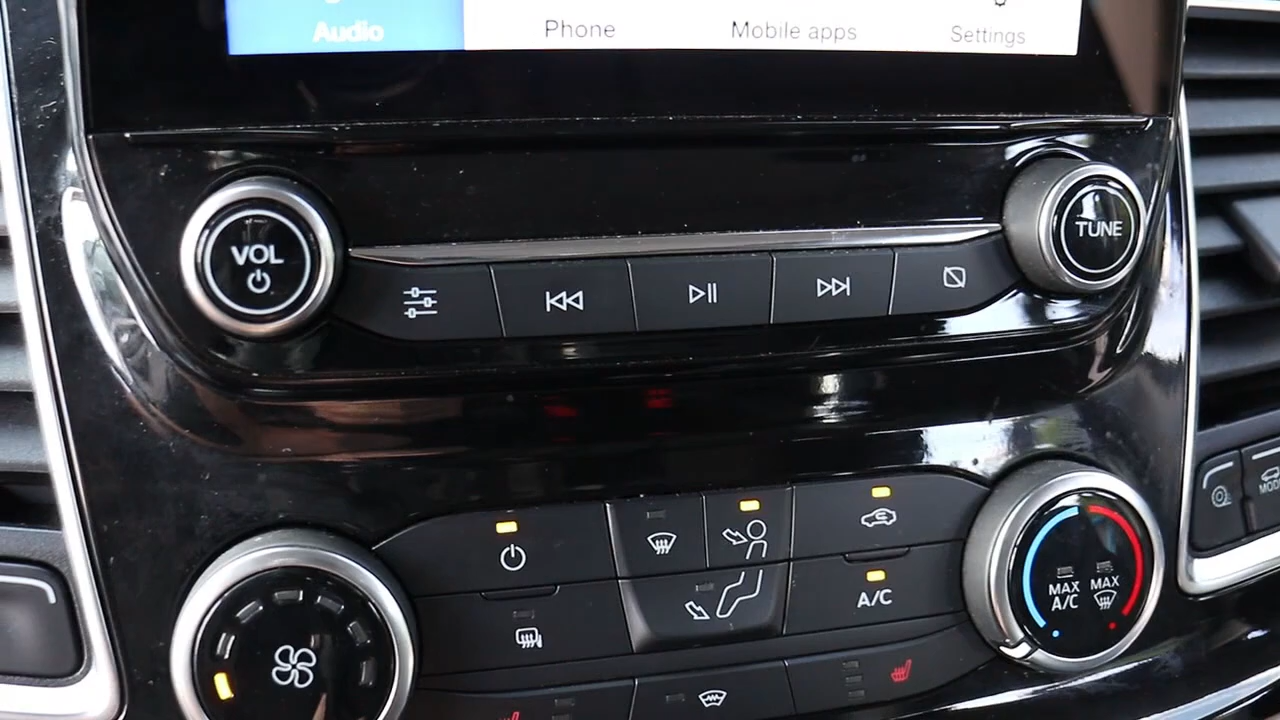 Audio
Phone
Mobile apps
Settings
VOL
TUNE
A/C
MAX
A/C
MAX